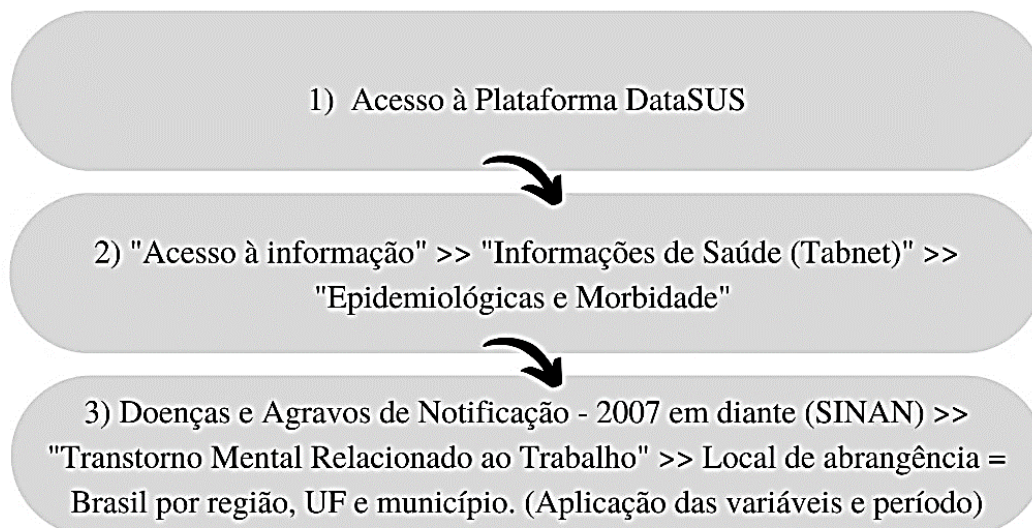 1) Acesso à Plataforma DataSUS
2) "Acesso à informação" >> "Informações de Saúde (Tabnet)" >>
"Epidemiológicas e Morbidade"
3) Doenças e Agravos de Notificação - 2007 em diante (SINAN) >>
"Transtorno Mental Relacionado ao Trabalho" >> Local de abrangência =
Brasil por região, UF e município. (Aplicação das variáveis e período)